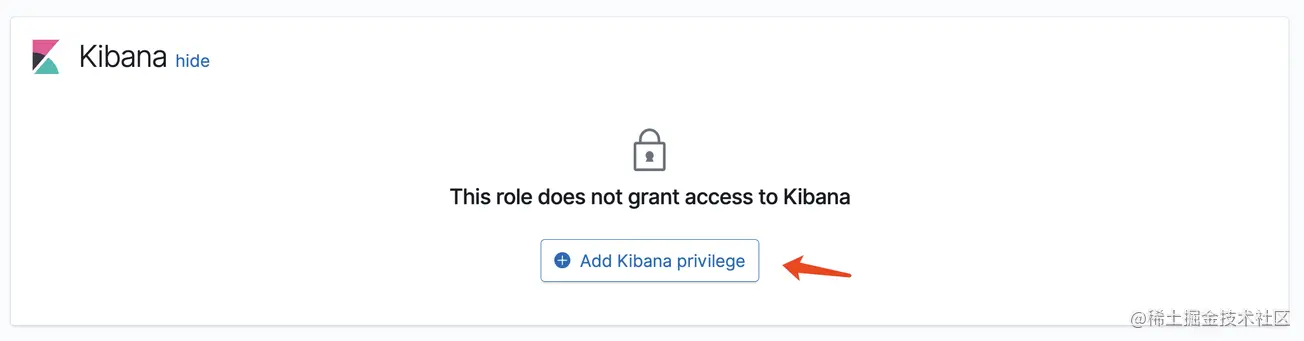 Kibana hide
This role does not grant access to Kibana
Add Kibana privilege
@稀土掘金技术社区